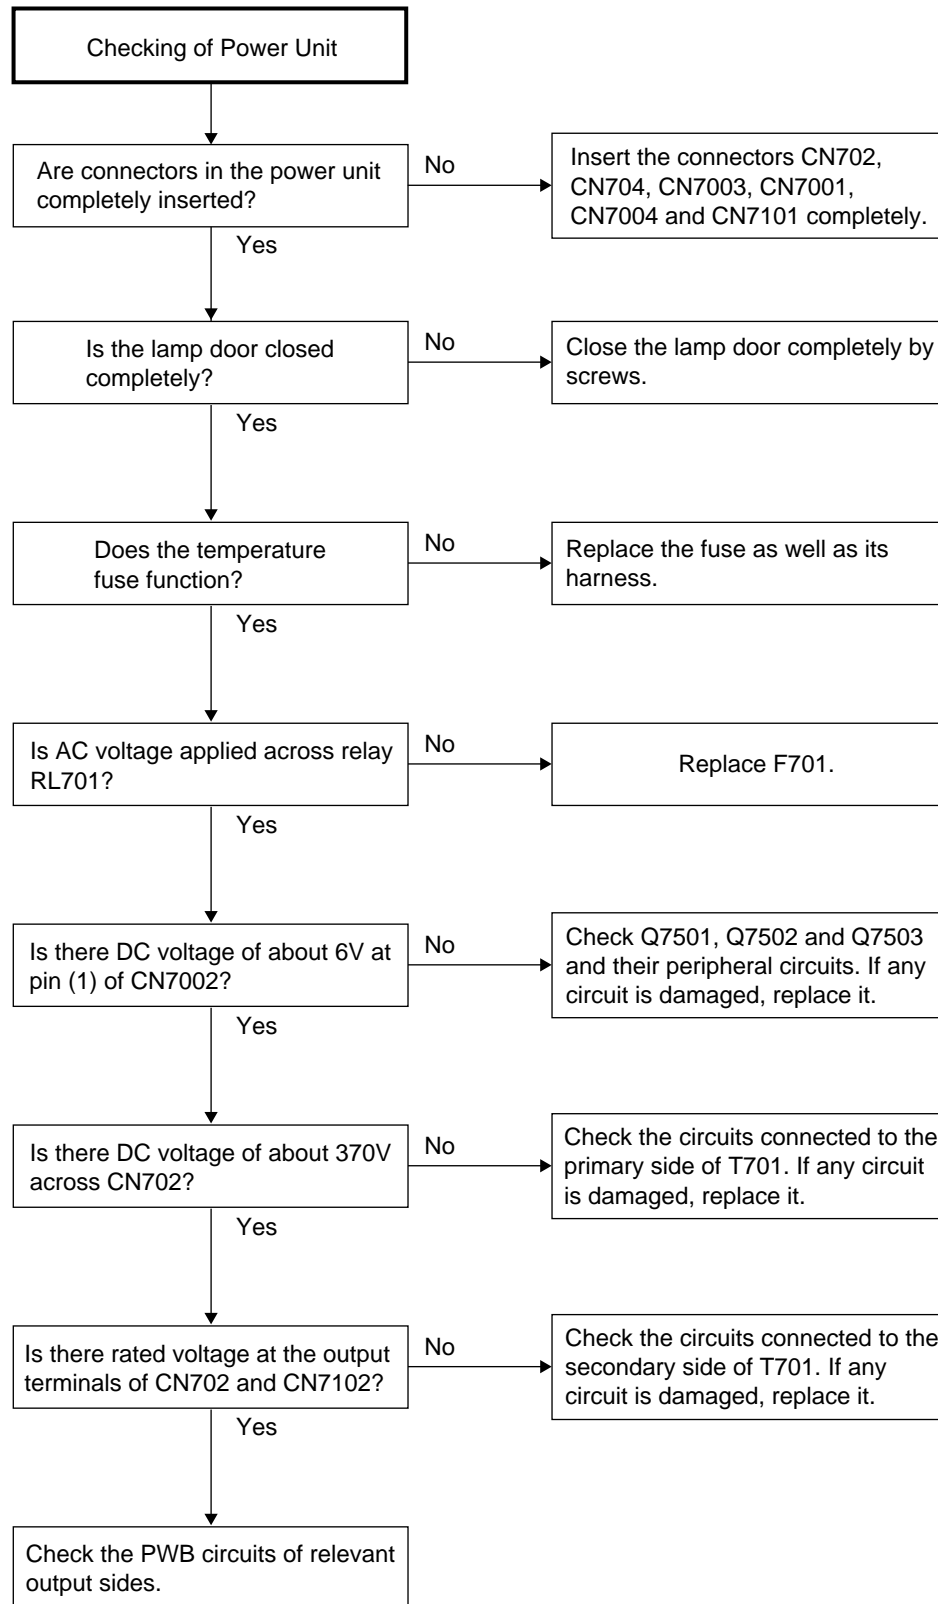 Checking of Power Unit
Are connectors in the power unit
completely inserted?
No
Insert the connectors CN702,
CN704, CN7003, CN7001,
CN7004 and CN7101 completely.
Yes
Is the lamp door closed
completely?
No
Close the lamp door completely by
screws.
Yes
Does the temperature
fuse function?
No
Replace the fuse as well as its
harness.
Yes
Is AC voltage applied across relay
RL701?
No
Replace F701.
Yes
Is there DC voltage of about 6V at
pin (1) of CN7002?
No
Check Q7501, Q7502 and Q7503
and their peripheral circuits. If any
circuit is damaged, replace it.
Yes
Is there DC voltage of about 370V
across CN702?
No
Check the circuits connected to the
primary side of T701. If any circuit
is damaged, replace it.
Yes
Is there rated voltage at the output
terminals of CN702 and CN7102?
No
Check the circuits connected to the
secondary side of T701. If any
circuit is damaged, replace it.
Yes
Check the PWB circuits of relevant
output sides.